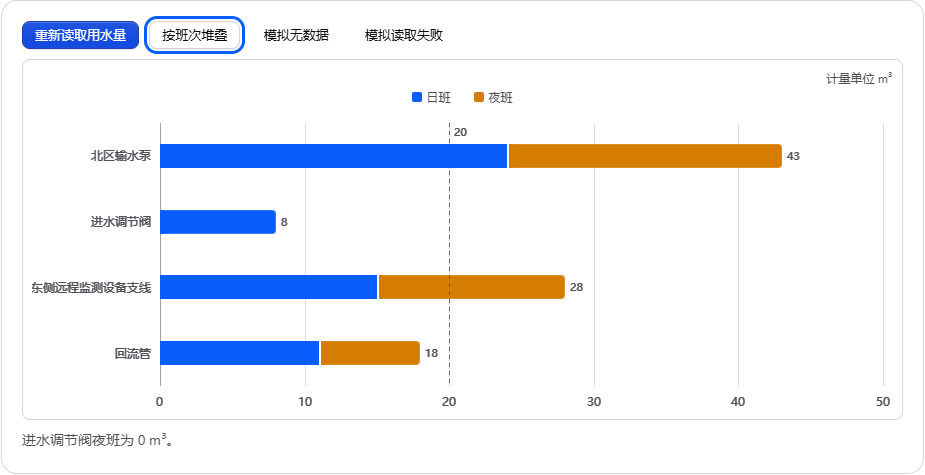 重新读取用水量 按班次堆叠 模拟无数据 模拟读取失败
计量单位 m³
日班 夜班
20
北区输水泵 43
进水调节阀 8
东侧远程监测设备支线 28
回流管 18
0 10 20 30 40 50
进水调节阀夜班为 0 m³。